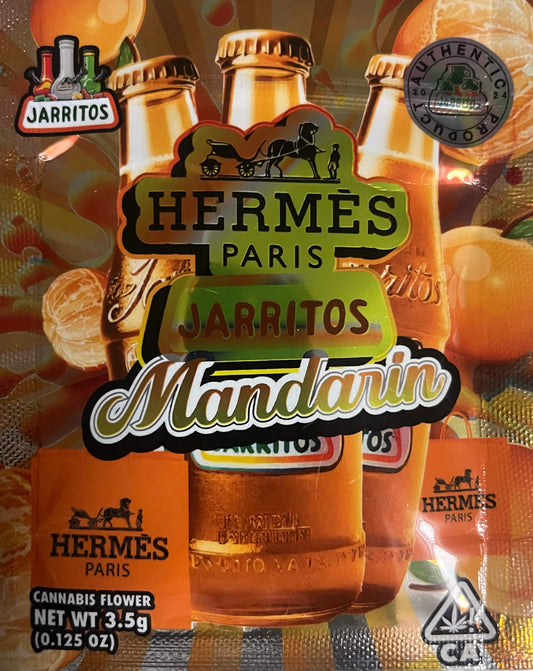 JARRITOS
AUTHENTIC
PRODUCT
HERMÈS
PARIS
JARRITOS
Mandarin
JARRITOS
TOS
HERMÈS
PARIS
HERMÈS
PARIS
CANNABIS FLOWER
NET WT 3.5g
(0.125 OZ)
CA